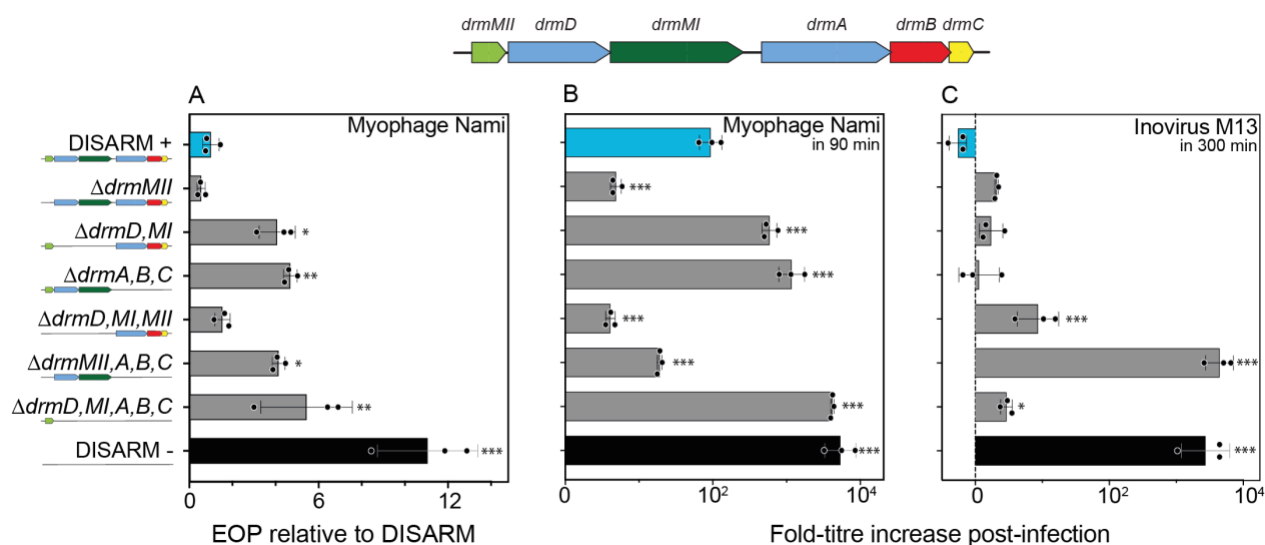 drmMII drmD drmMI drmA drmB drmC
A
B
C
Myophage Nami
Myophage Nami
in 90 min
Inovirus M13
in 300 min
DISARM +
ΔdrmMII
***
ΔdrmD,MI
*
***
ΔdrmA,B,C
**
***
ΔdrmD,MI,MII
***
***
ΔdrmMII,A,B,C
*
***
***
ΔdrmD,MI,A,B,C
**
***
*
DISARM -
***
***
***
0 6 12
0 10² 10⁴
0 10² 10⁴
EOP relative to DISARM
Fold-titre increase post-infection